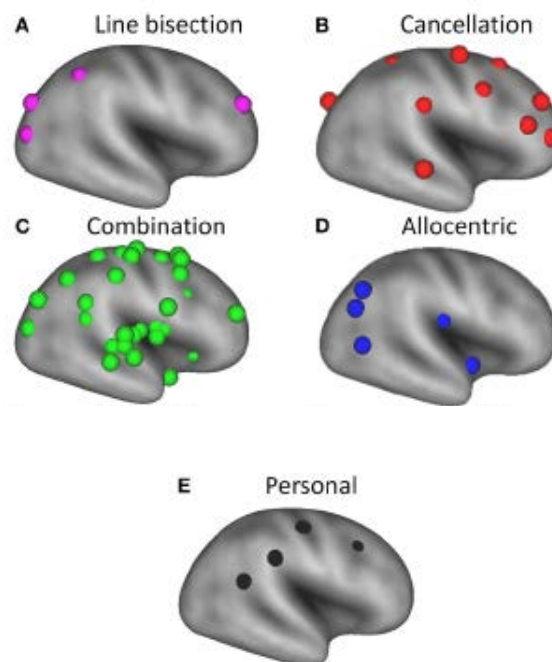 A Line bisection
B Cancellation
C Combination
D Allocentric
E Personal